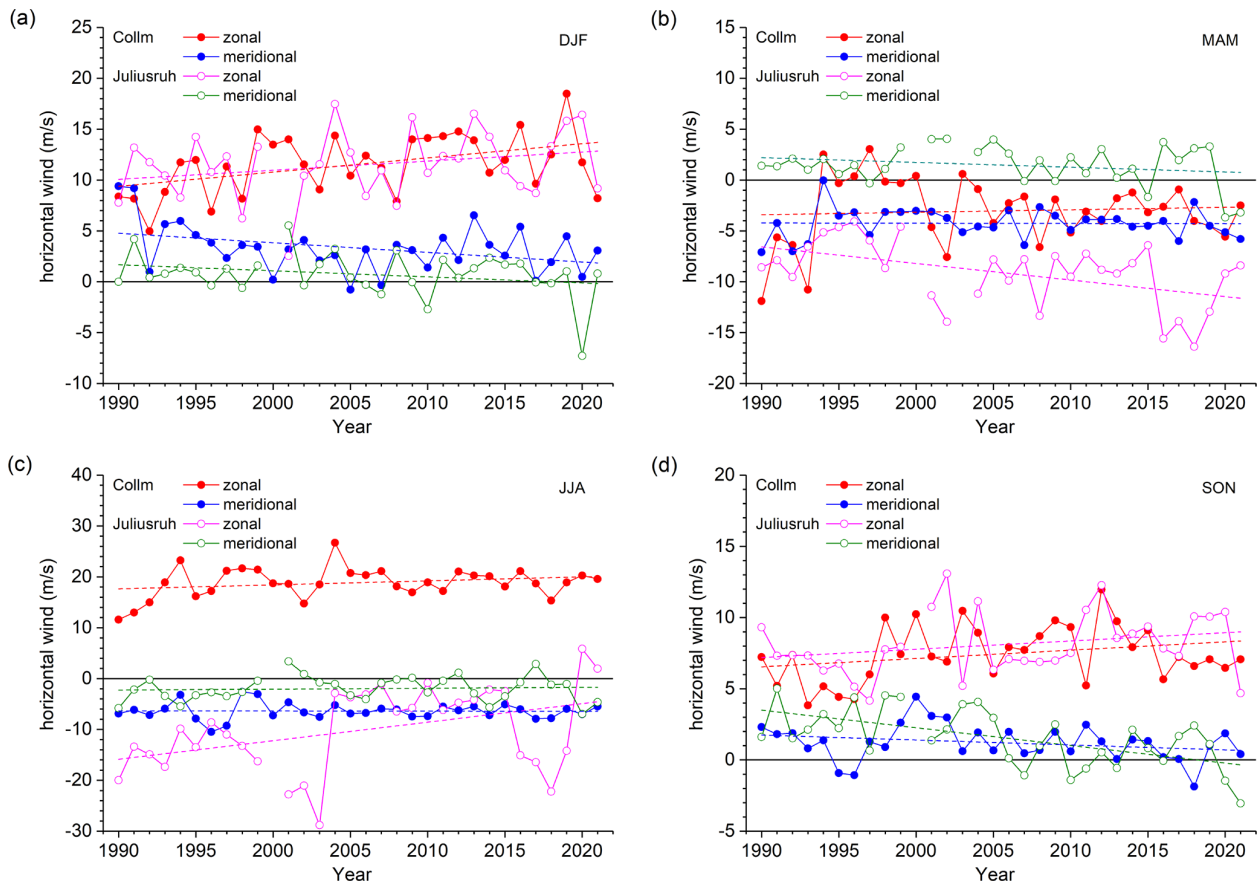 (a)
Collm zonal DJF
meridional
Juliusruh zonal
meridional
25
20
15
10
5
0
-5
-10
horizontal wind (m/s)
1990 1995 2000 2005 2010 2015 2020
Year
(b)
Collm zonal MAM
meridional
Juliusruh zonal
meridional
15
10
5
0
-5
-10
-15
-20
horizontal wind (m/s)
1990 1995 2000 2005 2010 2015 2020
Year
(c)
Collm zonal JJA
meridional
Juliusruh zonal
meridional
40
30
20
10
0
-10
-20
-30
horizontal wind (m/s)
1990 1995 2000 2005 2010 2015 2020
Year
(d)
Collm zonal SON
meridional
Juliusruh zonal
meridional
20
15
10
5
0
-5
horizontal wind (m/s)
1990 1995 2000 2005 2010 2015 2020
Year